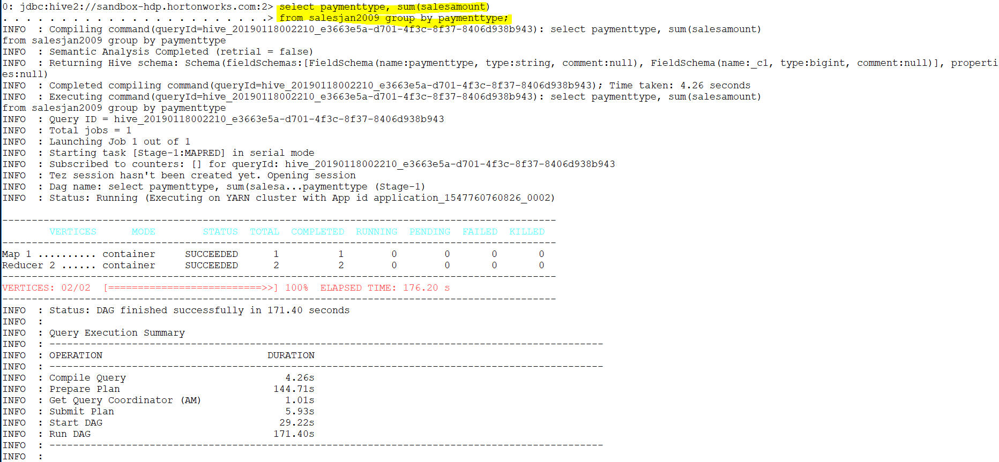 0: jdbc:hive2://sandbox-hdp.hortonworks.com:2> select paymenttype, sum(salesamount)
. . . . . . . . . . . . . . . . . . . . . . .> from salesjan2009 group by paymenttype;
INFO  : Compiling command(queryId=hive_20190118002210_e3663e5a-d701-4f3c-8f37-8406d938b943): select paymenttype, sum(salesamount)
from salesjan2009 group by paymenttype
INFO  : Semantic Analysis Completed (retrial = false)
INFO  : Returning Hive schema: Schema(fieldSchemas:[FieldSchema(name:paymenttype, type:string, comment:null), FieldSchema(name:_c1, type:bigint, comment:null)], properti
es:null)
INFO  : Completed compiling command(queryId=hive_20190118002210_e3663e5a-d701-4f3c-8f37-8406d938b943); Time taken: 4.26 seconds
INFO  : Executing command(queryId=hive_20190118002210_e3663e5a-d701-4f3c-8f37-8406d938b943): select paymenttype, sum(salesamount)
from salesjan2009 group by paymenttype
INFO  : Query ID = hive_20190118002210_e3663e5a-d701-4f3c-8f37-8406d938b943
INFO  : Total jobs = 1
INFO  : Launching Job 1 out of 1
INFO  : Starting task [Stage-1:MAPRED] in serial mode
INFO  : Subscribed to counters: [] for queryId: hive_20190118002210_e3663e5a-d701-4f3c-8f37-8406d938b943
INFO  : Tez session hasn't been created yet. Opening session
INFO  : Dag name: select paymenttype, sum(salesa...paymenttype (Stage-1)
INFO  : Status: Running (Executing on YARN cluster with App id application_1547760760826_0002)
----------------------------------------------------------------------------------------------
        VERTICES      MODE        STATUS  TOTAL  COMPLETED  RUNNING  PENDING  FAILED  KILLED
----------------------------------------------------------------------------------------------
Map 1 .......... container     SUCCEEDED      1          1        0        0       0       0
Reducer 2 ...... container     SUCCEEDED      2          2        0        0       0       0
----------------------------------------------------------------------------------------------
VERTICES: 02/02  [==========================>>] 100%  ELAPSED TIME: 176.20 s
----------------------------------------------------------------------------------------------
INFO  : Status: DAG finished successfully in 171.40 seconds
INFO  :
INFO  : Query Execution Summary
INFO  : ----------------------------------------------------------------------------------------------
INFO  : OPERATION                            DURATION
INFO  : ----------------------------------------------------------------------------------------------
INFO  : Compile Query                           4.26s
INFO  : Prepare Plan                          144.71s
INFO  : Get Query Coordinator (AM)              1.01s
INFO  : Submit Plan                             5.93s
INFO  : Start DAG                              29.22s
INFO  : Run DAG                               171.40s
INFO  : ----------------------------------------------------------------------------------------------
INFO  :